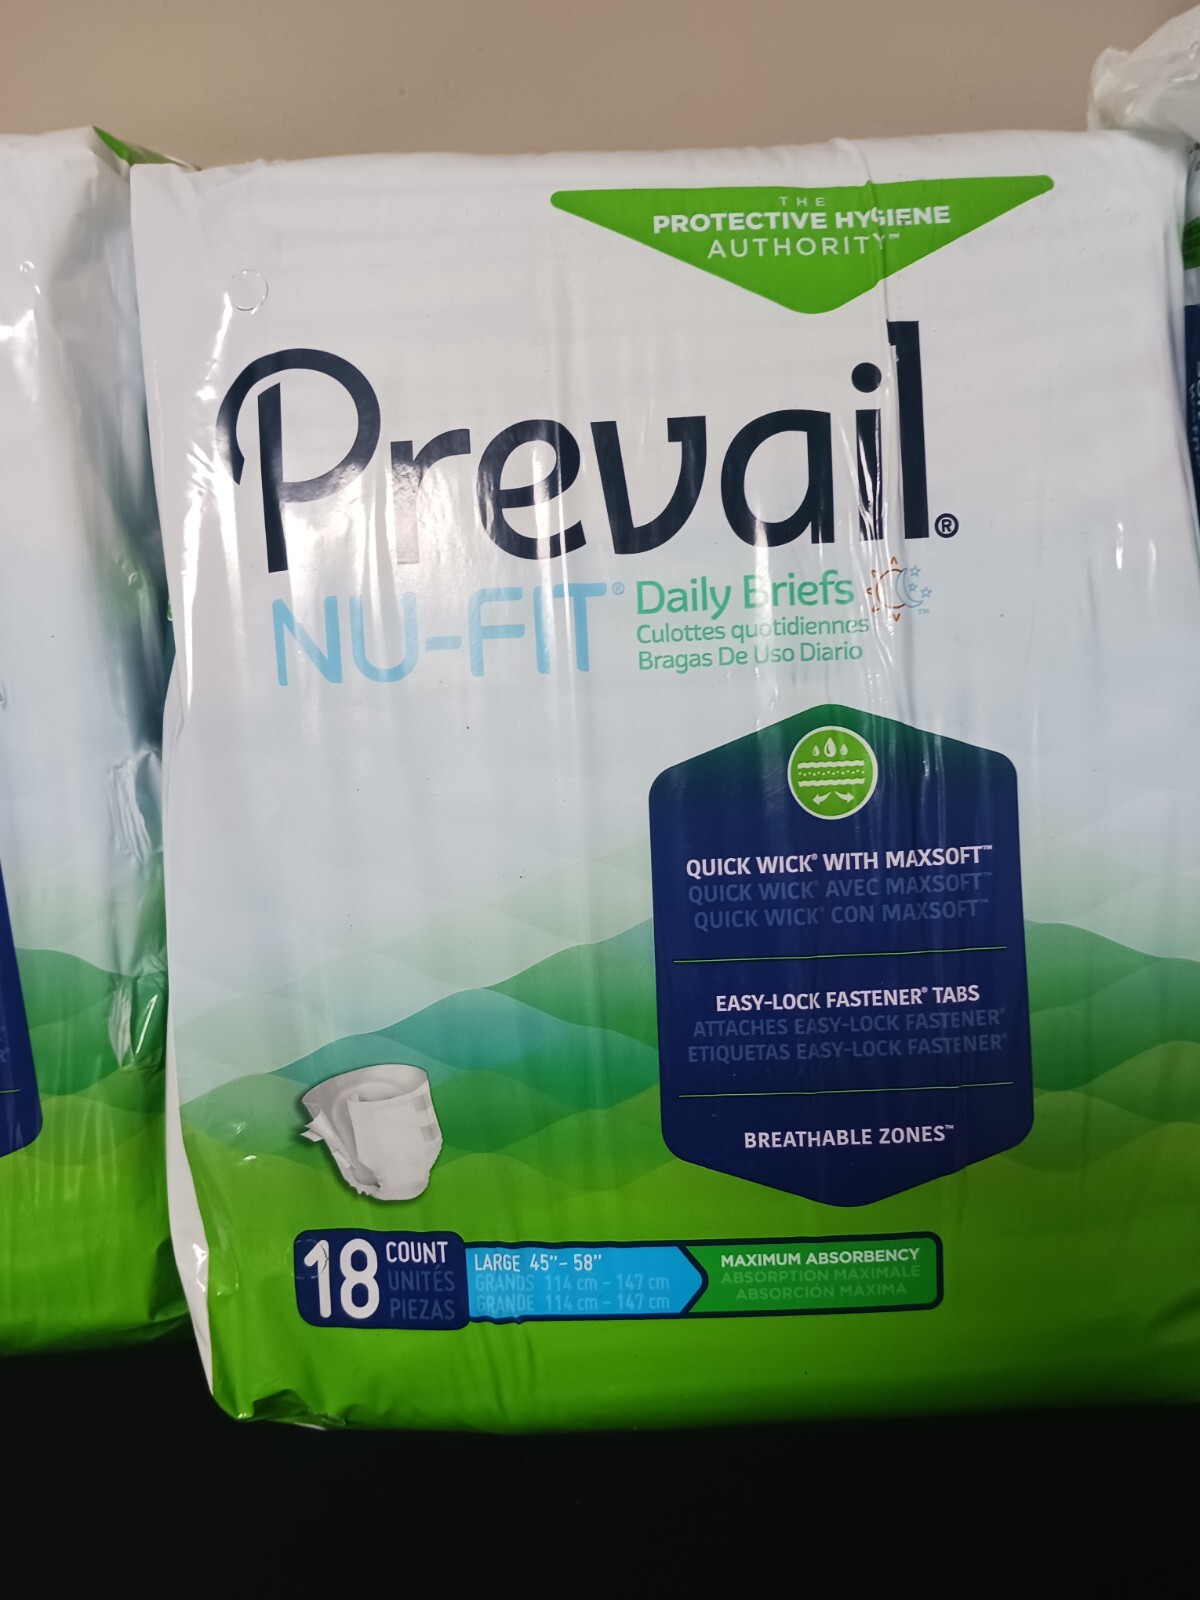 THE
PROTECTIVE HYGIENE
AUTHORITY™
Prevail®
NU-FIT® Daily Briefs
Culottes quotidiennes
Bragas De Uso Diario
QUICK WICK® WITH MAXSOFT™
QUICK WICK® AVEC MAXSOFT™
QUICK WICK® CON MAXSOFT™
EASY-LOCK FASTENER® TABS
ATTACHES EASY-LOCK FASTENER®
ETIQUETAS EASY-LOCK FASTENER®
BREATHABLE ZONES™
18 COUNT
UNITÉS
PIEZAS
LARGE 45"- 58"
GRANDS 114 cm - 147 cm
GRANDE 114 cm - 147 cm
MAXIMUM ABSORBENCY
ABSORPTION MAXIMALE
ABSORCIÓN MÁXIMA